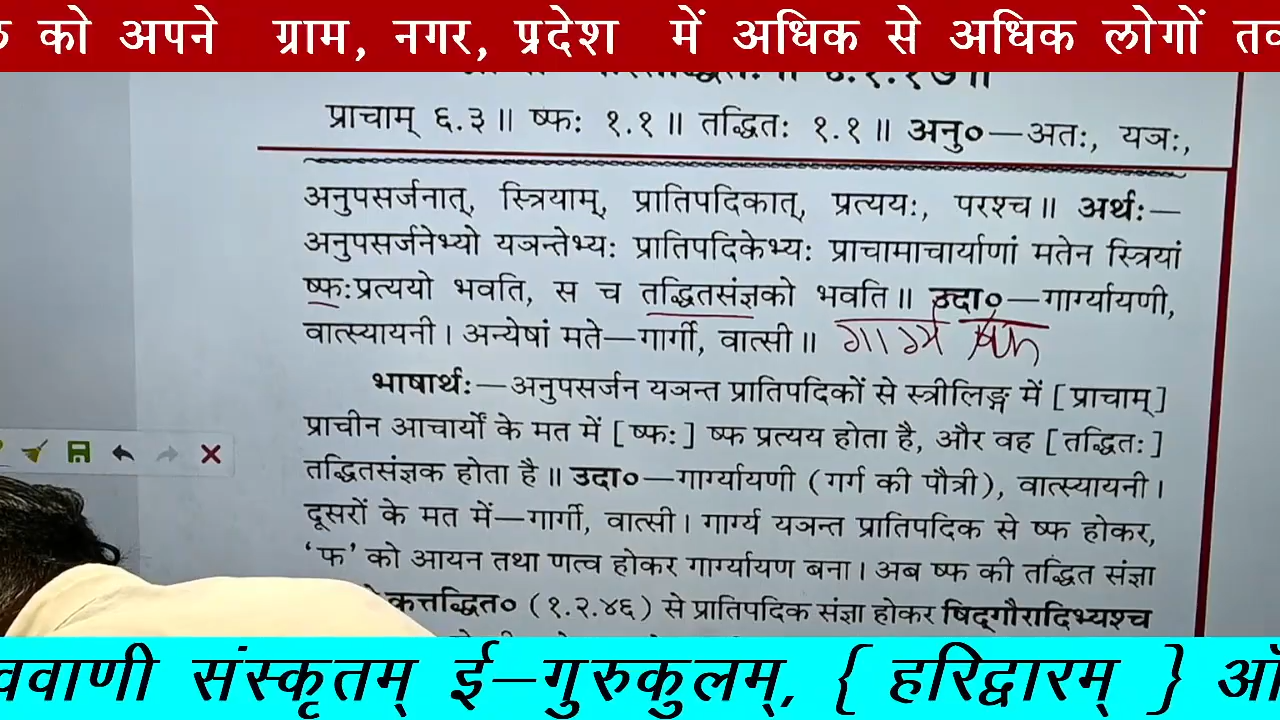 को अपने ग्राम, नगर, प्रदेश में अधिक से अधिक लोगों
४.१.१७॥
प्राचाम् ६.३॥ ष्फः १.१॥ तद्धितः १.१॥ अनु०—अतः, यञः,
अनुपसर्जनात्, स्त्रियाम्, प्रातिपदिकात्, प्रत्ययः, परश्च॥ अर्थः—
अनुपसर्जनेभ्यो यञन्तेभ्यः प्रातिपदिकेभ्यः प्राचामाचार्याणां मतेन स्त्रियां
ष्फःप्रत्ययो भवति, स च तद्धितसंज्ञको भवति॥ उदा०—गार्ग्यायणी,
वात्स्यायनी। अन्येषां मते—गार्गी, वात्सी॥ गार्ग्य ष्फ
भाषार्थः—अनुपसर्जन यञन्त प्रातिपदिकों से स्त्रीलिङ्ग में [प्राचाम्]
प्राचीन आचार्यों के मत में [ष्फः] ष्फ प्रत्यय होता है, और वह [तद्धितः]
तद्धितसंज्ञक होता है॥ उदा०—गार्ग्यायणी (गर्ग की पौत्री), वात्स्यायनी।
दूसरों के मत में—गार्गी, वात्सी। गार्ग्य यञन्त प्रातिपदिक से ष्फ होकर,
'फ' को आयन तथा णत्व होकर गार्ग्यायण बना। अब ष्फ की तद्धित संज्ञा
कृत्तद्धित० (१.२.४६) से प्रातिपदिक संज्ञा होकर षिद्गौरादिभ्यश्च
संस्कृतम् ई-गुरुकुलम्, { हरिद्वारम् }